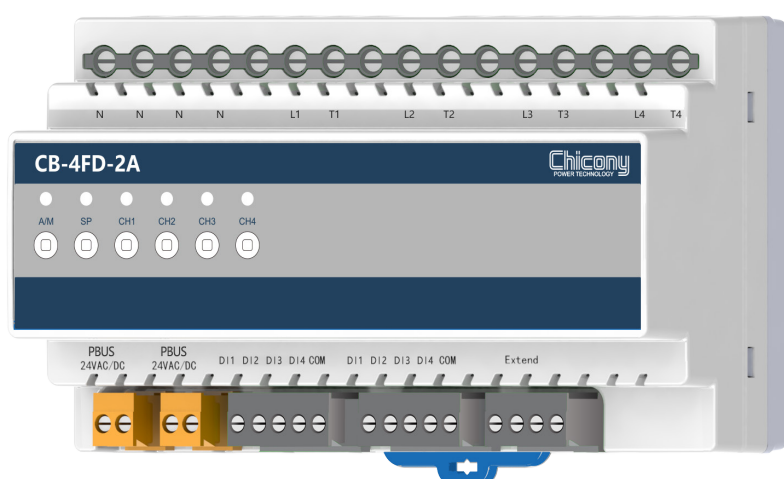 N N N N L1 T1 L2 T2 L3 T3 L4 T4
CB-4FD-2A
Chicony
POWER TECHNOLOGY
A/M SP CH1 CH2 CH3 CH4
PBUS PBUS
24VAC/DC 24VAC/DC DI1 DI2 DI3 DI4 COM DI1 DI2 DI3 DI4 COM Extend